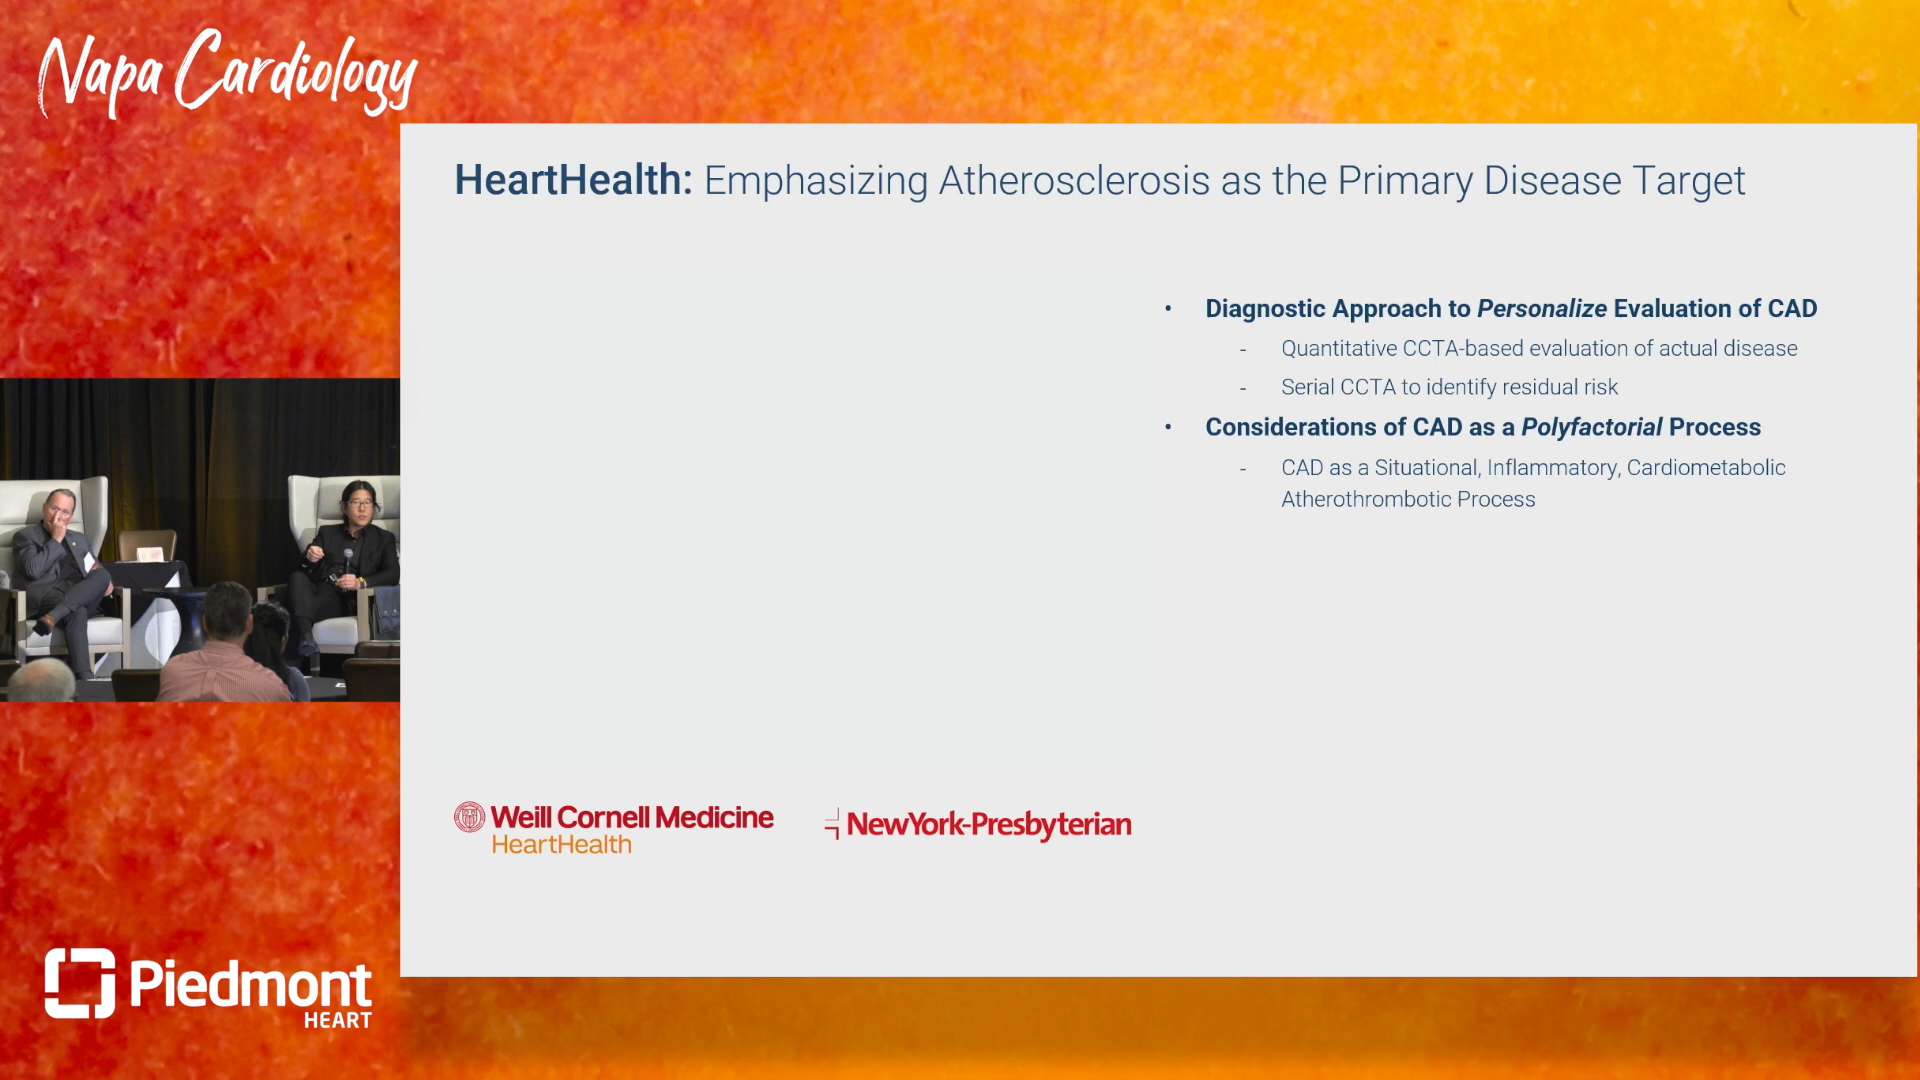 Napa Cardiology
HeartHealth: Emphasizing Atherosclerosis as the Primary Disease Target
• Diagnostic Approach to Personalize Evaluation of CAD
- Quantitative CCTA-based evaluation of actual disease
- Serial CCTA to identify residual risk
• Considerations of CAD as a Polyfactorial Process
- CAD as a Situational, Inflammatory, Cardiometabolic
Atherothrombotic Process
Weill Cornell Medicine
HeartHealth
NewYork-Presbyterian
Piedmont
HEART